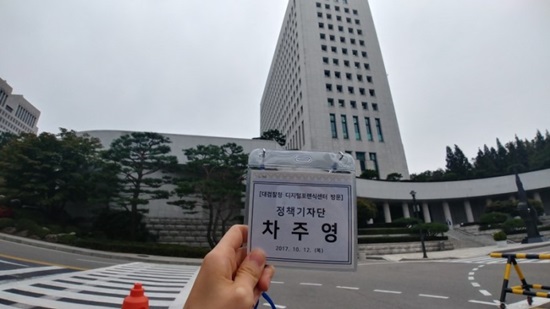 [대검찰청 디지털포렌식센터 방문]
정책기자단
차주영
2017. 10. 12. (목)